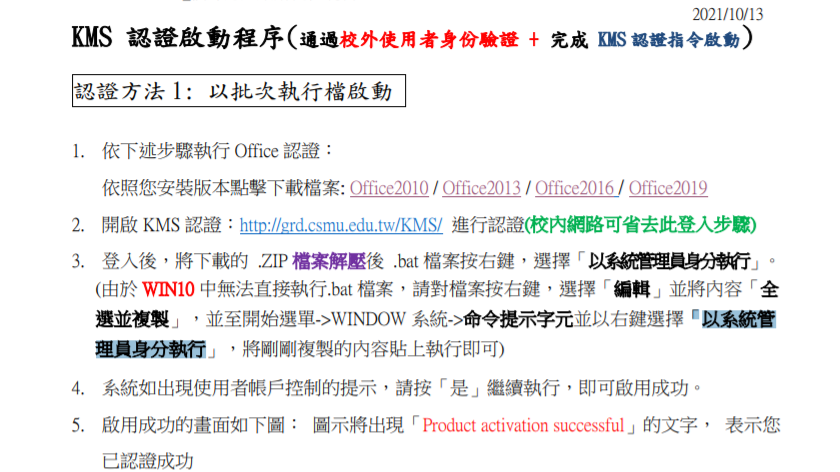 2021/10/13
KMS 認證啟動程序(通過校外使用者身份驗證 + 完成 KMS 認證指令啟動)
認證方法 1: 以批次執行檔啟動
1. 依下述步驟執行 Office 認證：
依照您安裝版本點擊下載檔案: Office2010 / Office2013 / Office2016 / Office2019
2. 開啟 KMS 認證：http://grd.csmu.edu.tw/KMS/ 進行認證(校內網路可省去此登入步驟)
3. 登入後，將下載的 .ZIP 檔案解壓後 .bat 檔案按右鍵，選擇「以系統管理員身分執行」。
(由於 WIN10 中無法直接執行.bat 檔案，請對檔案按右鍵，選擇「編輯」並將內容「全
選並複製」，並至開始選單->WINDOW 系統->命令提示字元並以右鍵選擇『以系統管
理員身分執行」，將剛剛複製的內容貼上執行即可)
4. 系統如出現使用者帳戶控制的提示，請按「是」繼續執行，即可啟用成功。
5. 啟用成功的畫面如下圖： 圖示將出現「Product activation successful」的文字， 表示您
已認證成功